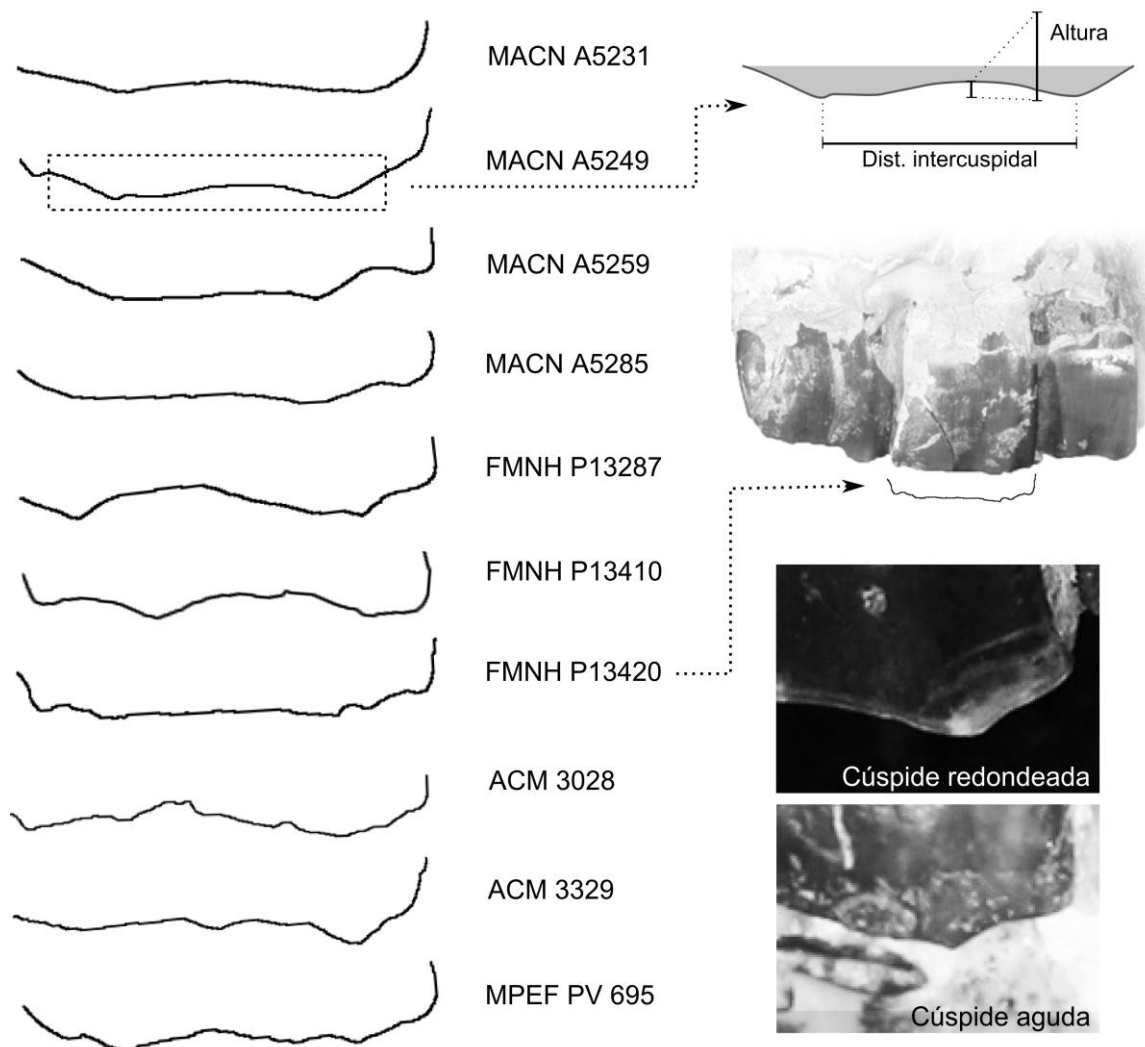 MACN A5231
MACN A5249
MACN A5259
MACN A5285
FMNH P13287
FMNH P13410
FMNH P13420
ACM 3028
ACM 3329
MPEF PV 695
Altura
Dist. intercuspidal
Cúspide redondeada
Cúspide aguda